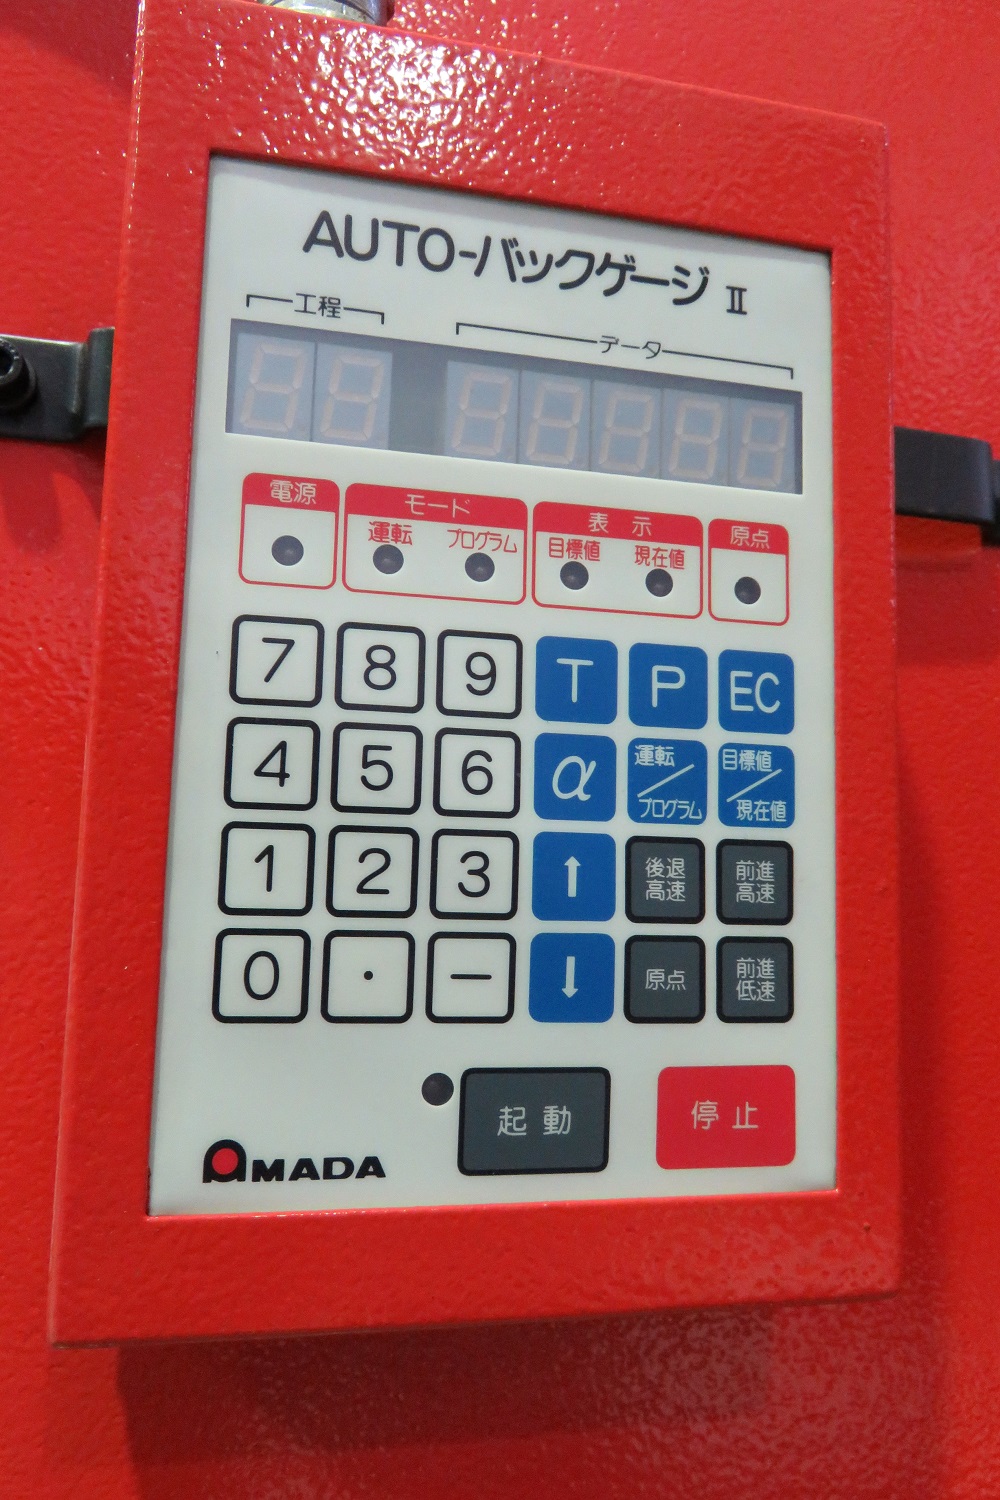 AUTO-バックゲージ II
工程
データ
電源
モード
運転 プログラム
表 示
目標値 現在値
原点
7 8 9 T P EC
4 5 6 α 運転/プログラム 目標値/現在値
1 2 3 ↑ 後退高速 前進高速
0 . − ↓ 原点 前進低速
起動 停止
AMADA